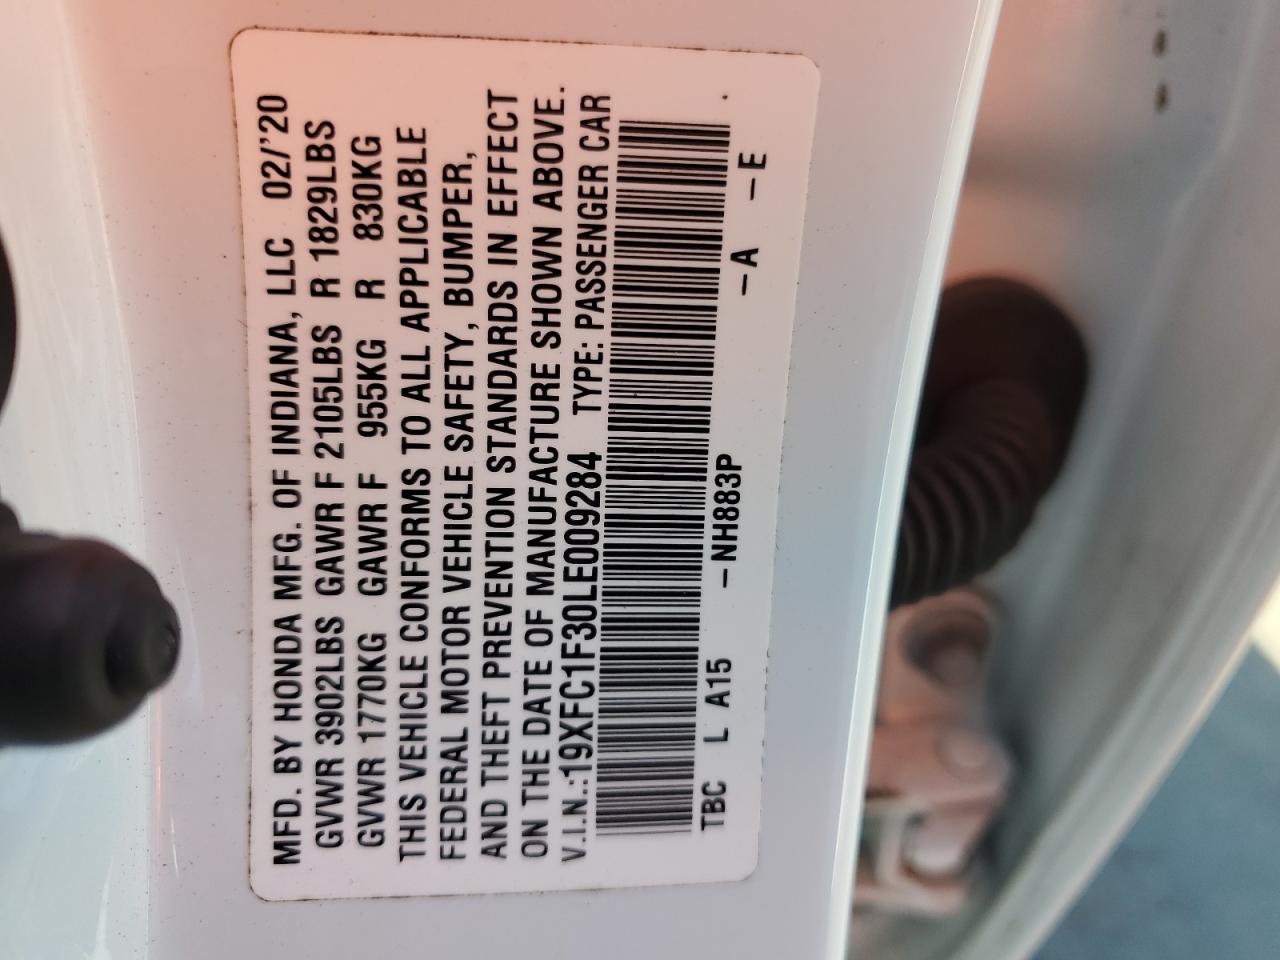 MFD. BY HONDA MFG. OF INDIANA, LLC 02/'20
GVWR 3902LBS GAWR F 2105LBS R 1829LBS
GVWR 1770KG GAWR F 955KG R 830KG
THIS VEHICLE CONFORMS TO ALL APPLICABLE
FEDERAL MOTOR VEHICLE SAFETY, BUMPER,
AND THEFT PREVENTION STANDARDS IN EFFECT
ON THE DATE OF MANUFACTURE SHOWN ABOVE.
V.I.N.:19XFC1F30LE009284 TYPE: PASSENGER CAR
TBC L A15 -NH883P -A -E